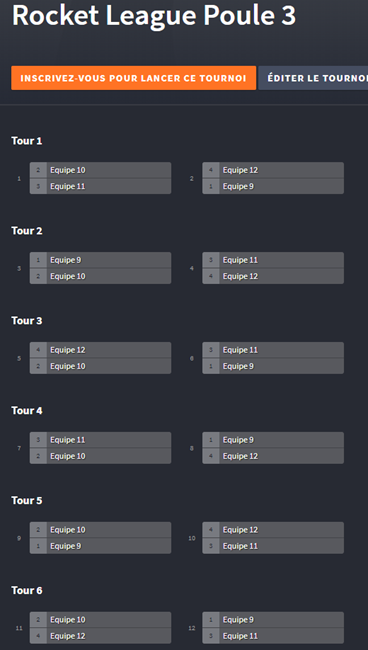 Rocket League Poule 3
INSCRIVEZ-VOUS POUR LANCER CE TOURNOI ÉDITER LE TOURNOI
Tour 1
1 2 Equipe 10
3 Equipe 11
2 4 Equipe 12
1 Equipe 9
Tour 2
3 1 Equipe 9
2 Equipe 10
4 3 Equipe 11
4 Equipe 12
Tour 3
5 4 Equipe 12
2 Equipe 10
6 3 Equipe 11
1 Equipe 9
Tour 4
7 3 Equipe 11
2 Equipe 10
8 1 Equipe 9
4 Equipe 12
Tour 5
9 2 Equipe 10
1 Equipe 9
10 4 Equipe 12
3 Equipe 11
Tour 6
11 2 Equipe 10
4 Equipe 12
12 1 Equipe 9
3 Equipe 11